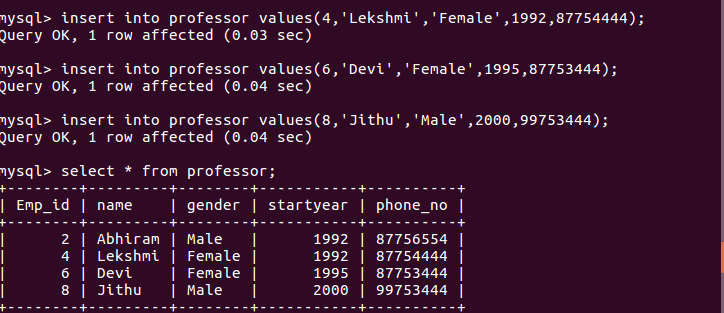 mysql> insert into professor values(4,'Lekshmi','Female',1992,87754444);
Query OK, 1 row affected (0.03 sec)
mysql> insert into professor values(6,'Devi','Female',1995,87753444);
Query OK, 1 row affected (0.04 sec)
mysql> insert into professor values(8,'Jithu','Male',2000,99753444);
Query OK, 1 row affected (0.04 sec)
mysql> select * from professor;
+--------+---------+--------+-----------+----------+
| Emp_id | name    | gender | startyear | phone_no |
+--------+---------+--------+-----------+----------+
|      2 | Abhiram | Male   |      1992 | 87756554 |
|      4 | Lekshmi | Female |      1992 | 87754444 |
|      6 | Devi    | Female |      1995 | 87753444 |
|      8 | Jithu   | Male   |      2000 | 99753444 |
+--------+---------+--------+-----------+----------+